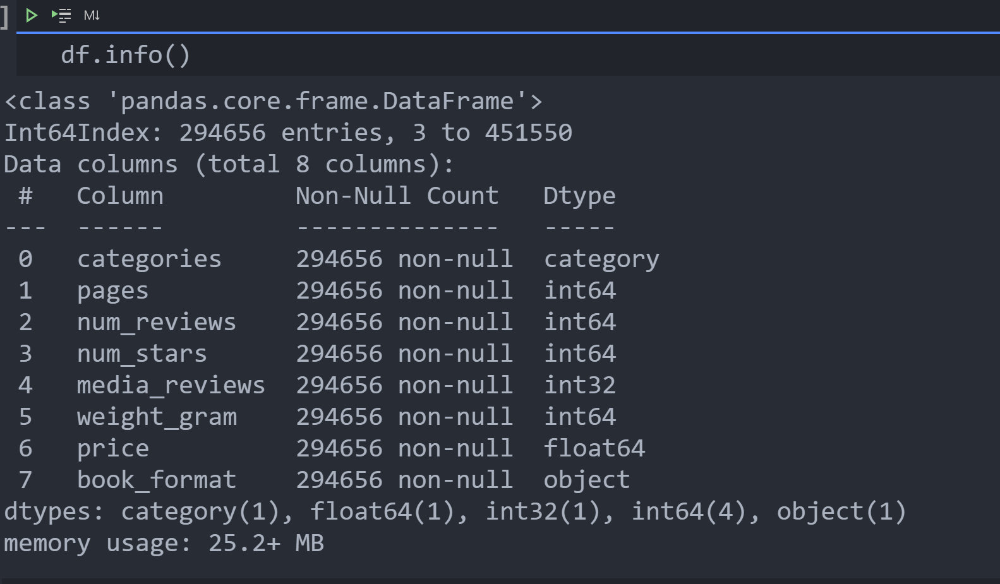 ]
M↓
df.info()
<class 'pandas.core.frame.DataFrame'>
Int64Index: 294656 entries, 3 to 451550
Data columns (total 8 columns):
 #   Column         Non-Null Count   Dtype
---  ------         --------------   -----
 0   categories     294656 non-null  category
 1   pages          294656 non-null  int64
 2   num_reviews    294656 non-null  int64
 3   num_stars      294656 non-null  int64
 4   media_reviews  294656 non-null  int32
 5   weight_gram    294656 non-null  int64
 6   price          294656 non-null  float64
 7   book_format    294656 non-null  object
dtypes: category(1), float64(1), int32(1), int64(4), object(1)
memory usage: 25.2+ MB